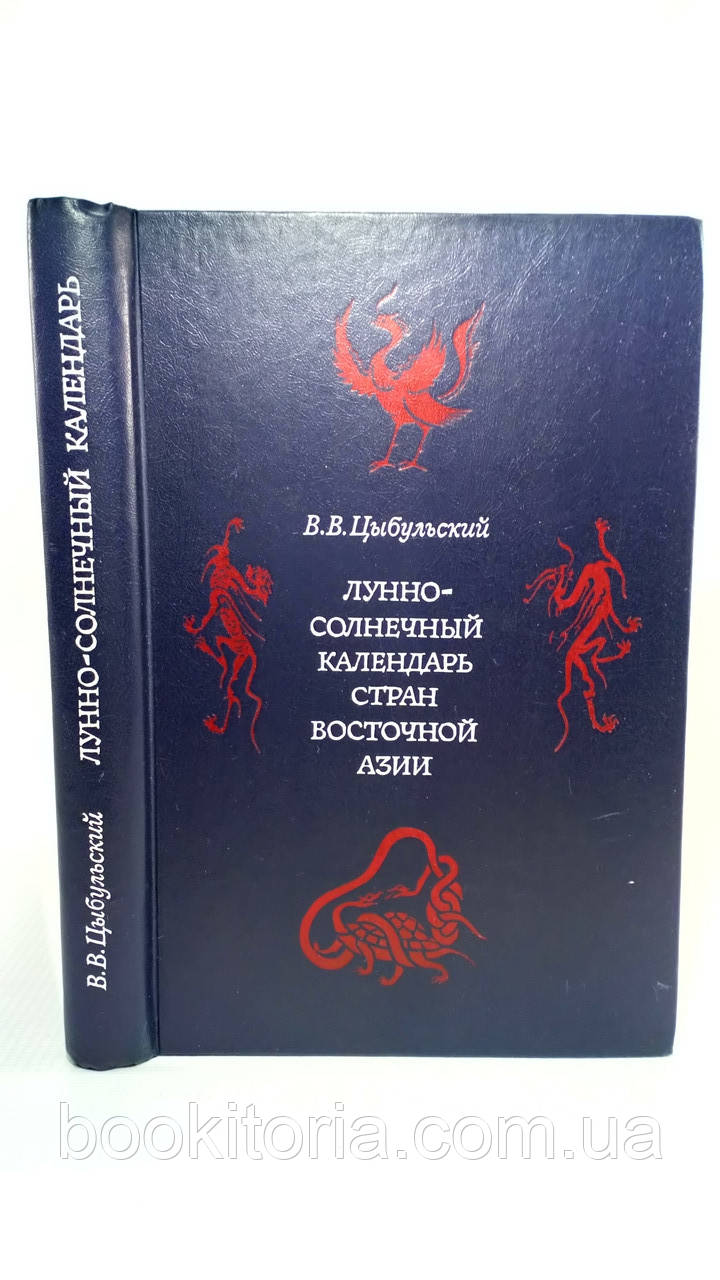 В.В.Цыбульский ЛУННО-СОЛНЕЧНЫЙ КАЛЕНДАРЬ
В.В.Цыбульский
ЛУННО-
СОЛНЕЧНЫЙ
КАЛЕНДАРЬ
СТРАН
ВОСТОЧНОЙ
АЗИИ
bookitoria.com.ua